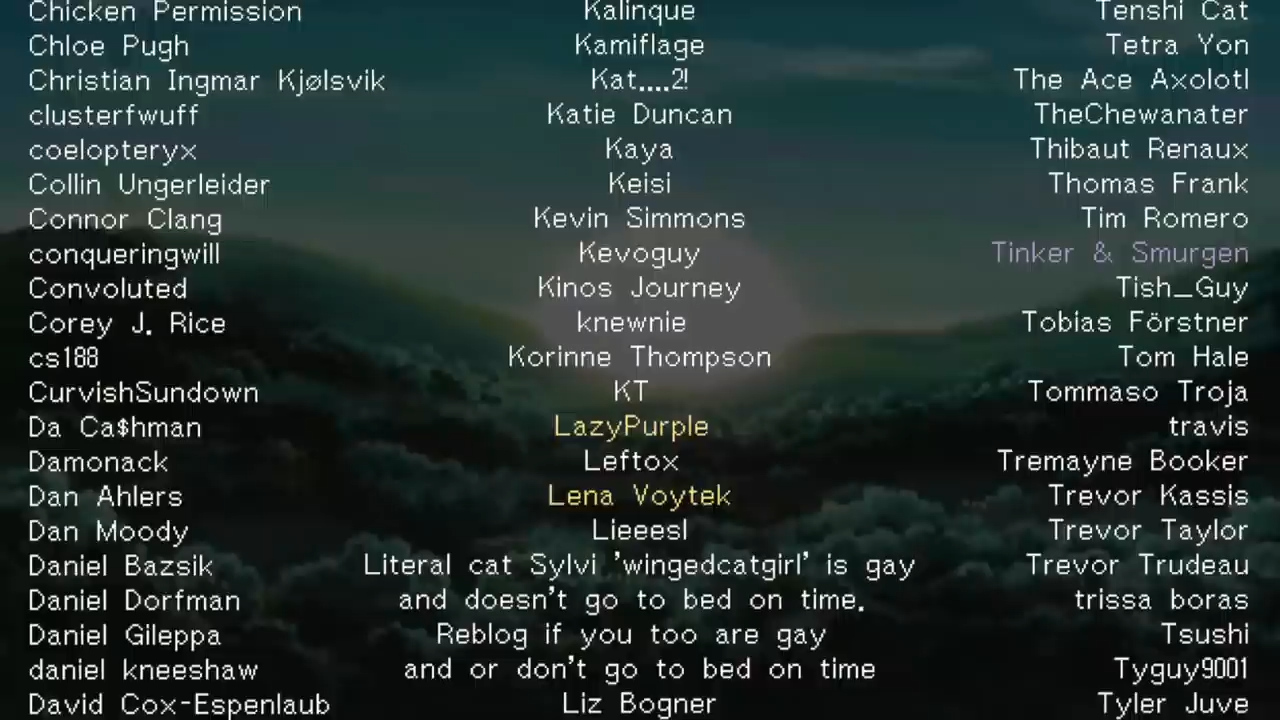 Chicken Permission
Chloe Pugh
Christian Ingmar Kjølsvik
clusterfwuff
coelopteryx
Collin Ungerleider
Connor Clang
conqueringwill
Convoluted
Corey J. Rice
cs188
CurvishSundown
Da Ca$hman
Damonack
Dan Ahlers
Dan Moody
Daniel Bazsik
Daniel Dorfman
Daniel Gileppa
daniel kneeshaw
David Cox-Espenlaub
Kalinque
Kamiflage
Kat....2!
Katie Duncan
Kaya
Keisi
Kevin Simmons
Kevoguy
Kinos Journey
knewnie
Korinne Thompson
KT
LazyPurple
Leftox
Lena Voytek
Lieeesl
Literal cat Sylvi 'wingedcatgirl' is gay
and doesn't go to bed on time.
Reblog if you too are gay
and or don't go to bed on time
Liz Bogner
Tenshi Cat
Tetra Yon
The Ace Axolotl
TheChewanater
Thibaut Renaux
Thomas Frank
Tim Romero
Tinker & Smurgen
Tish_Guy
Tobias Förstner
Tom Hale
Tommaso Troja
travis
Tremayne Booker
Trevor Kassis
Trevor Taylor
Trevor Trudeau
trissa boras
Tsushi
Tyguy9001
Tyler Juve